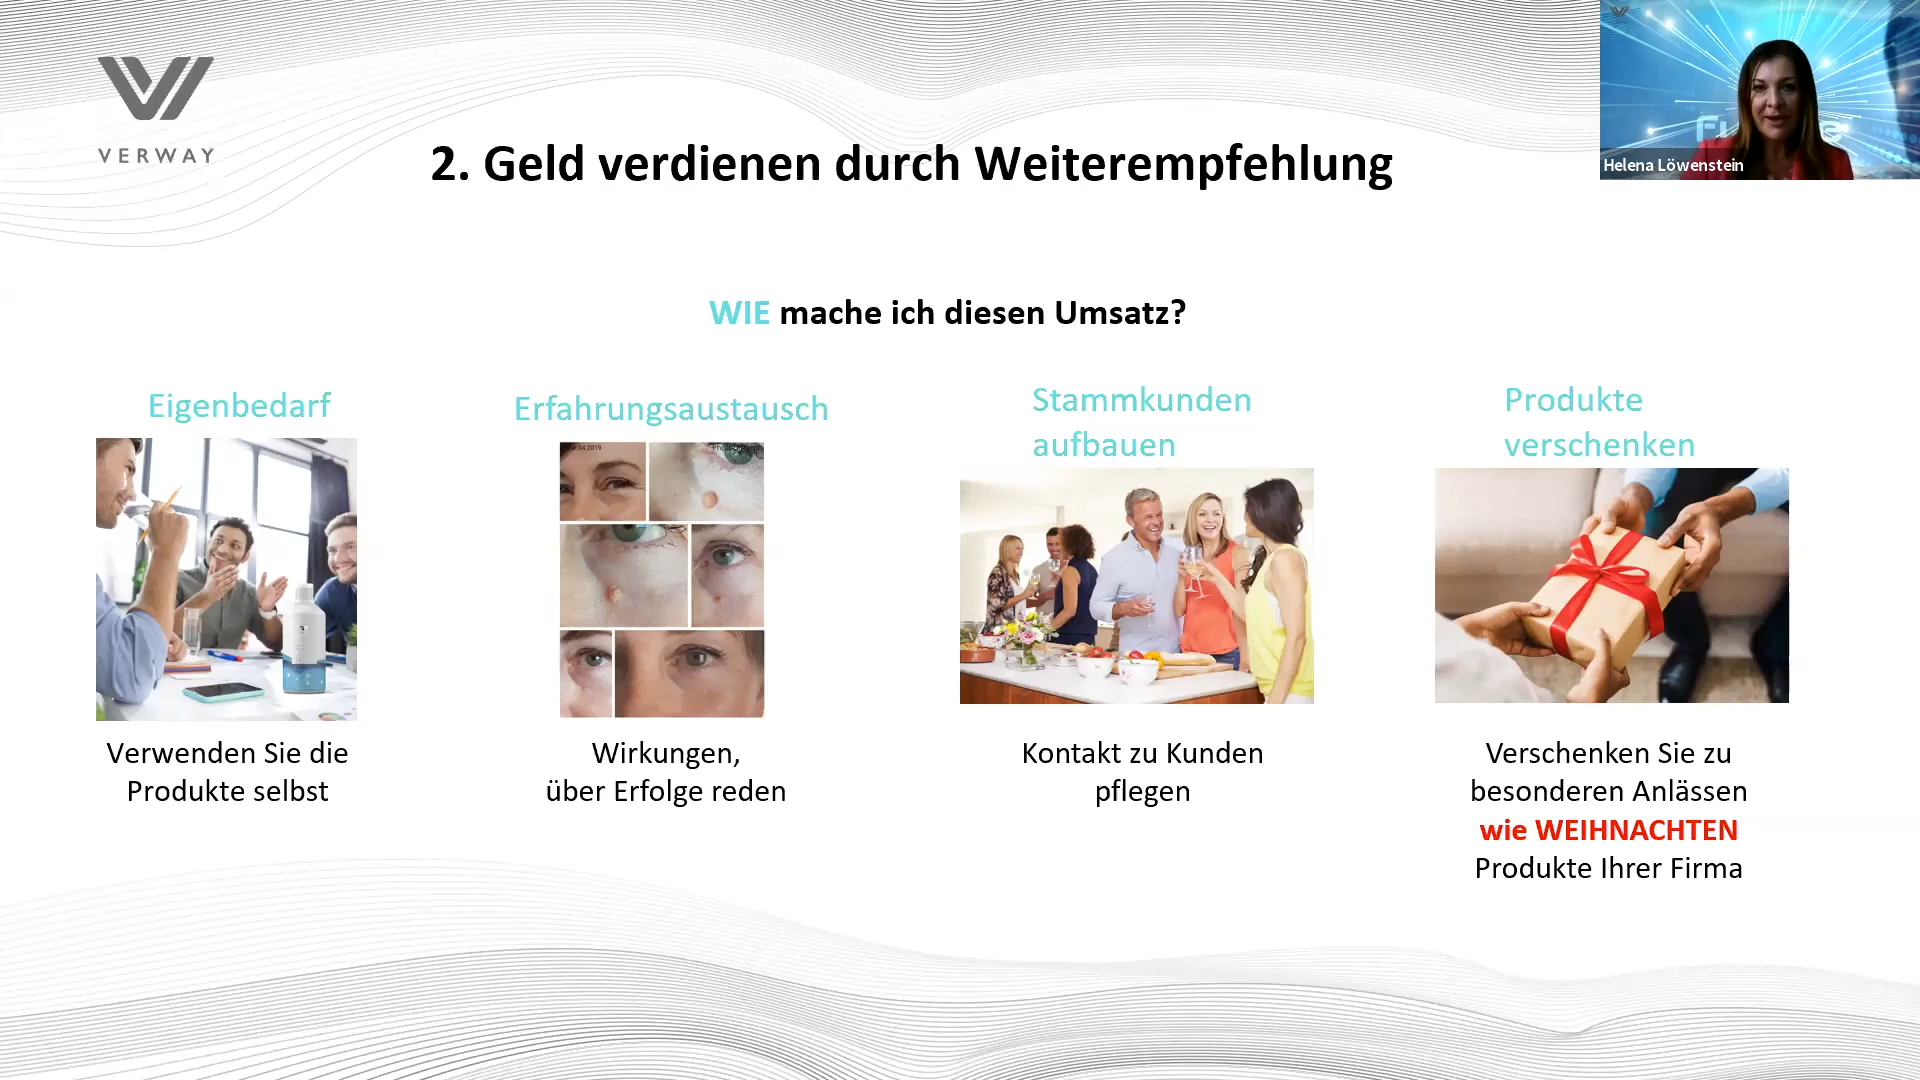 VERWAY
2. Geld verdienen durch Weiterempfehlung
Helena Löwenstein
WIE mache ich diesen Umsatz?
Eigenbedarf
Verwenden Sie die
Produkte selbst
Erfahrungsaustausch
Wirkungen,
über Erfolge reden
Stammkunden
aufbauen
Kontakt zu Kunden
pflegen
Produkte
verschenken
Verschenken Sie zu
besonderen Anlässen
wie WEIHNACHTEN
Produkte Ihrer Firma